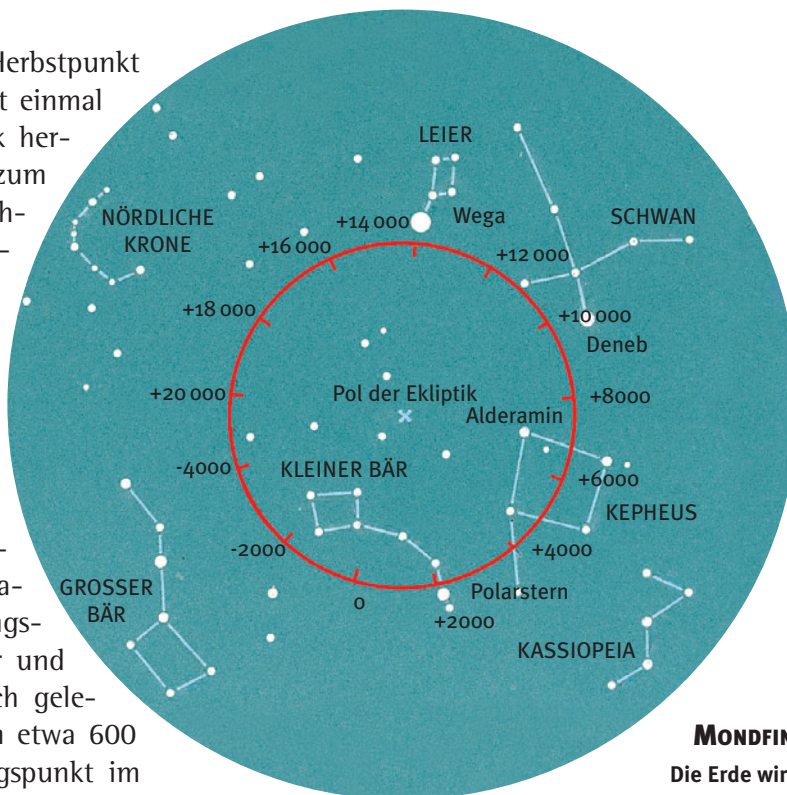 Herbstpunkt
t einmal
k her-
zum
h-
-
-
a-
ngs-
r und
ch gele-
n etwa 600
gspunkt im
LEIER
+14 000
Wega
SCHWAN
NÖRDLICHE
KRONE
+16 000
+12 000
+18 000
+10 000
Deneb
+20 000
Pol der Ekliptik
Alderamin
+8000
-4000
KLEINER BÄR
+6000
KEPHEUS
-2000
+4000
GROSSER
BÄR
0
Polarstern
+2000
KASSIOPEIA
MONDFIN
Die Erde wir